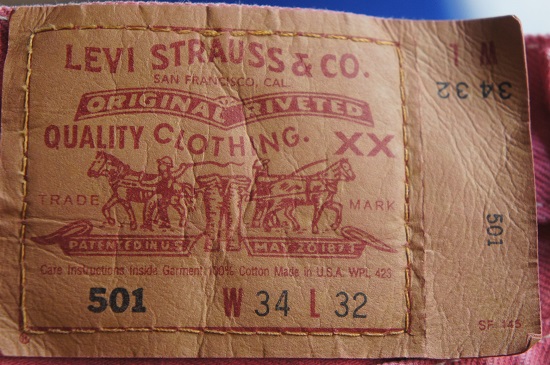 LEVI STRAUSS & CO.
SAN FRANCISCO, CAL.
ORIGINAL RIVETED
QUALITY CLOTHING.
XX
TRADE MARK
PATENTED IN U.S. MAY 20 1873
Care Instructions Inside Garment 100% Cotton Made in U.S.A. WPL 423
501 W 34 L 32
®
W L
34 32
501
SF 145